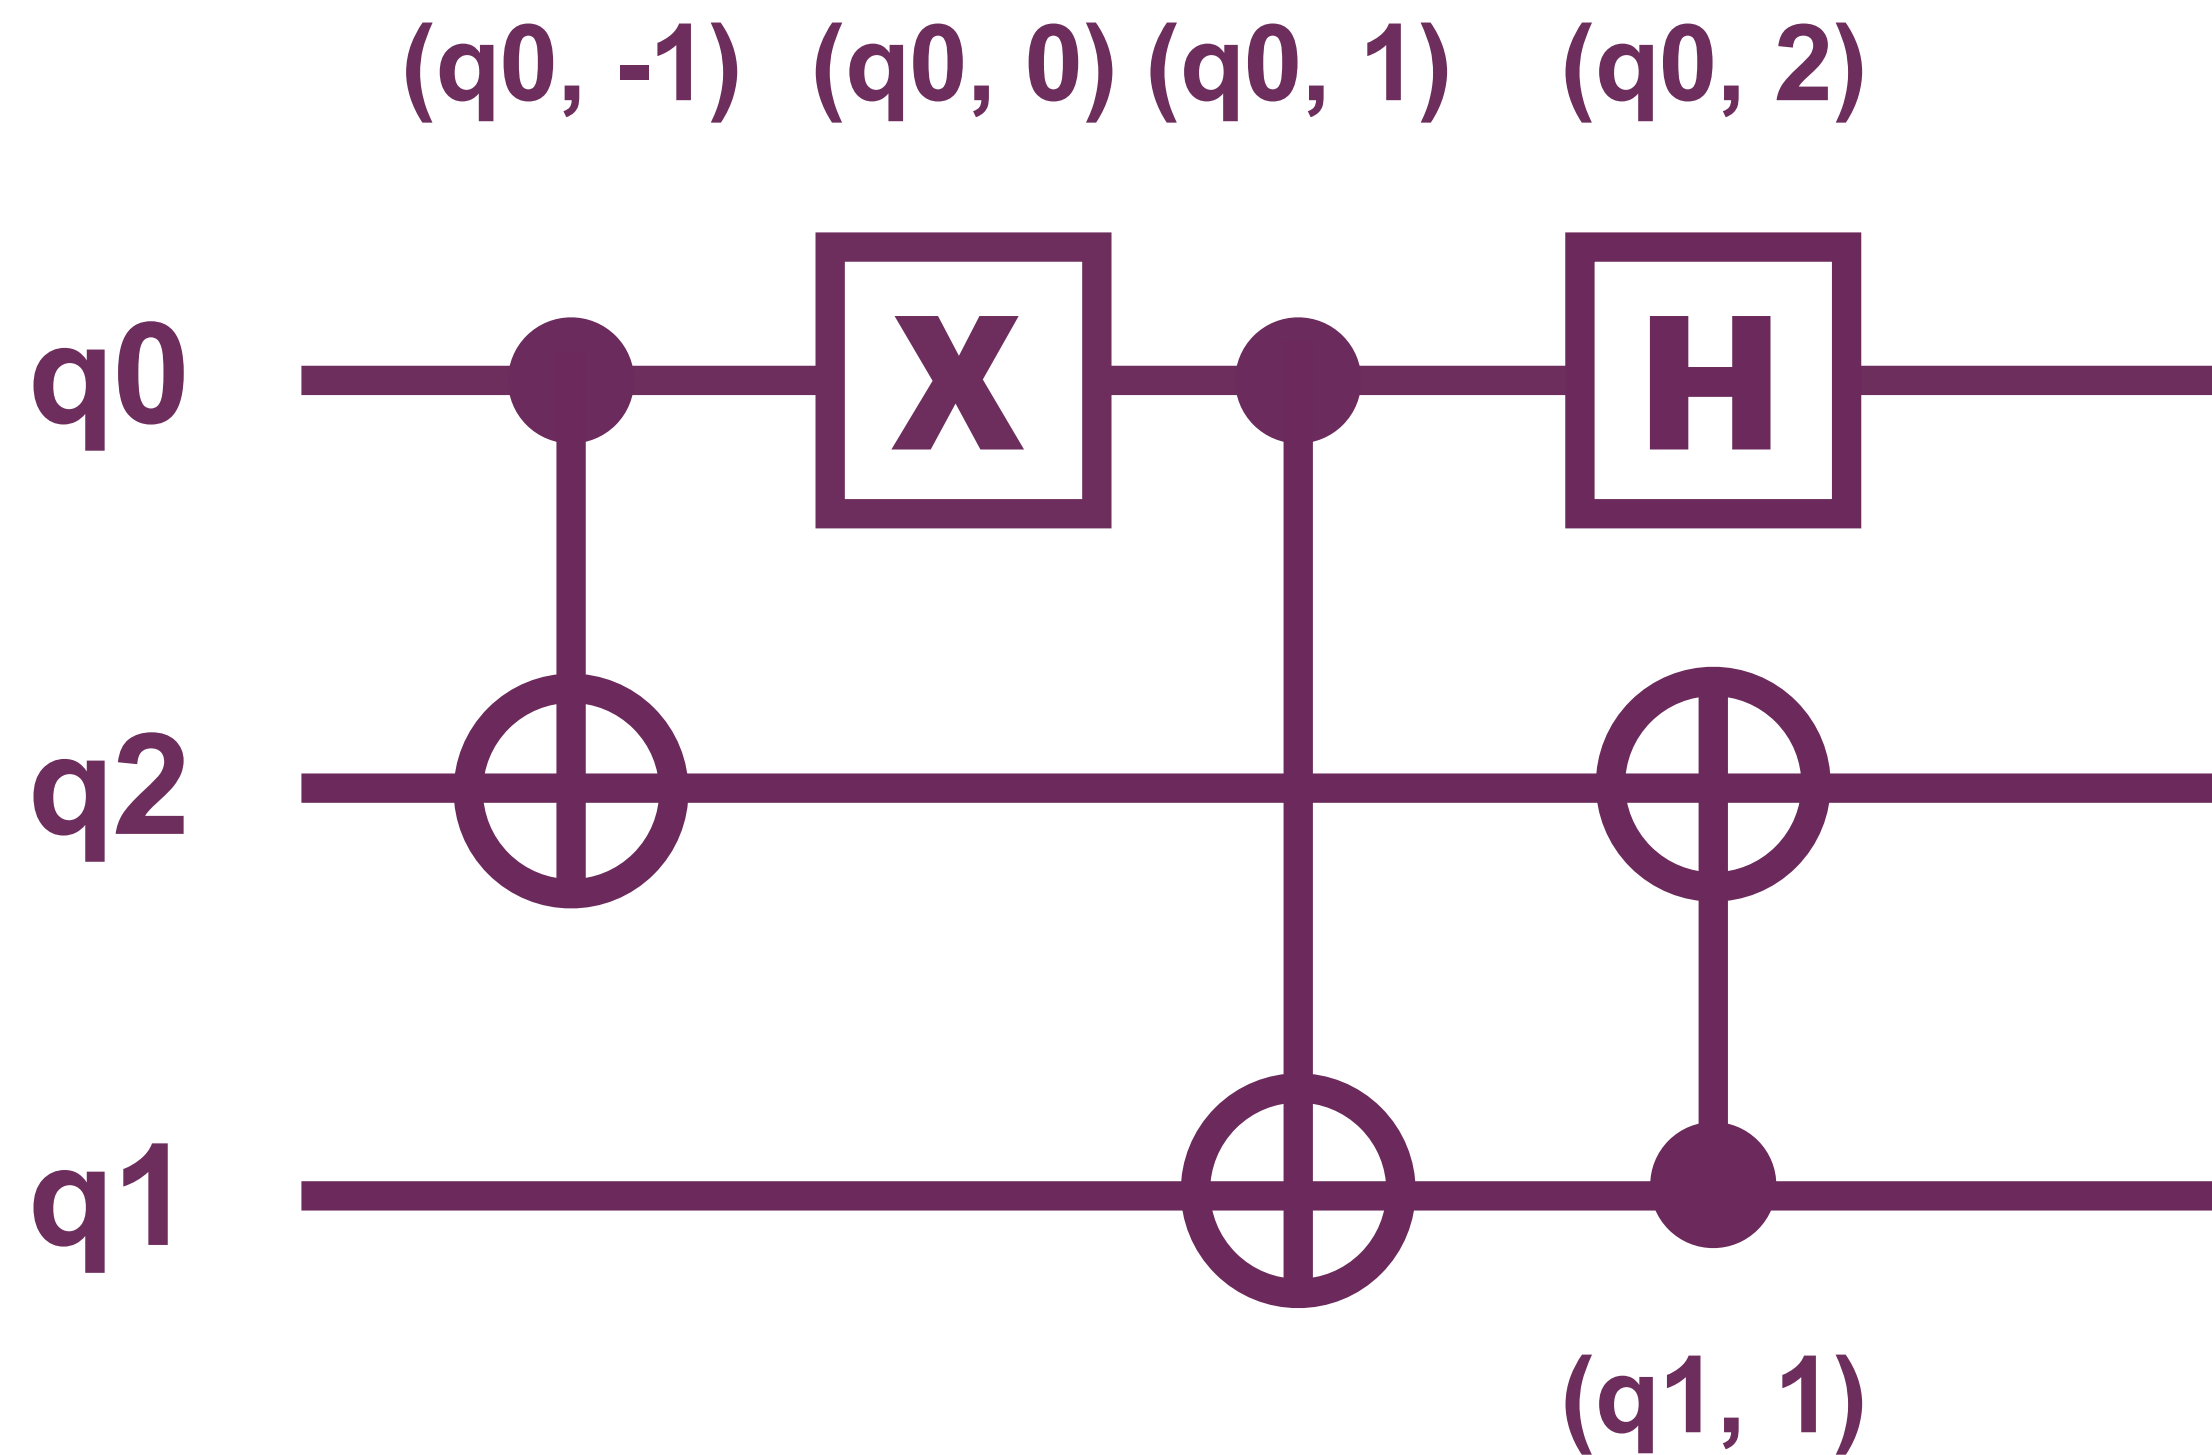 (q0, -1) (q0, 0) (q0, 1) (q0, 2)
q0 X H
q2
q1
(q1, 1)